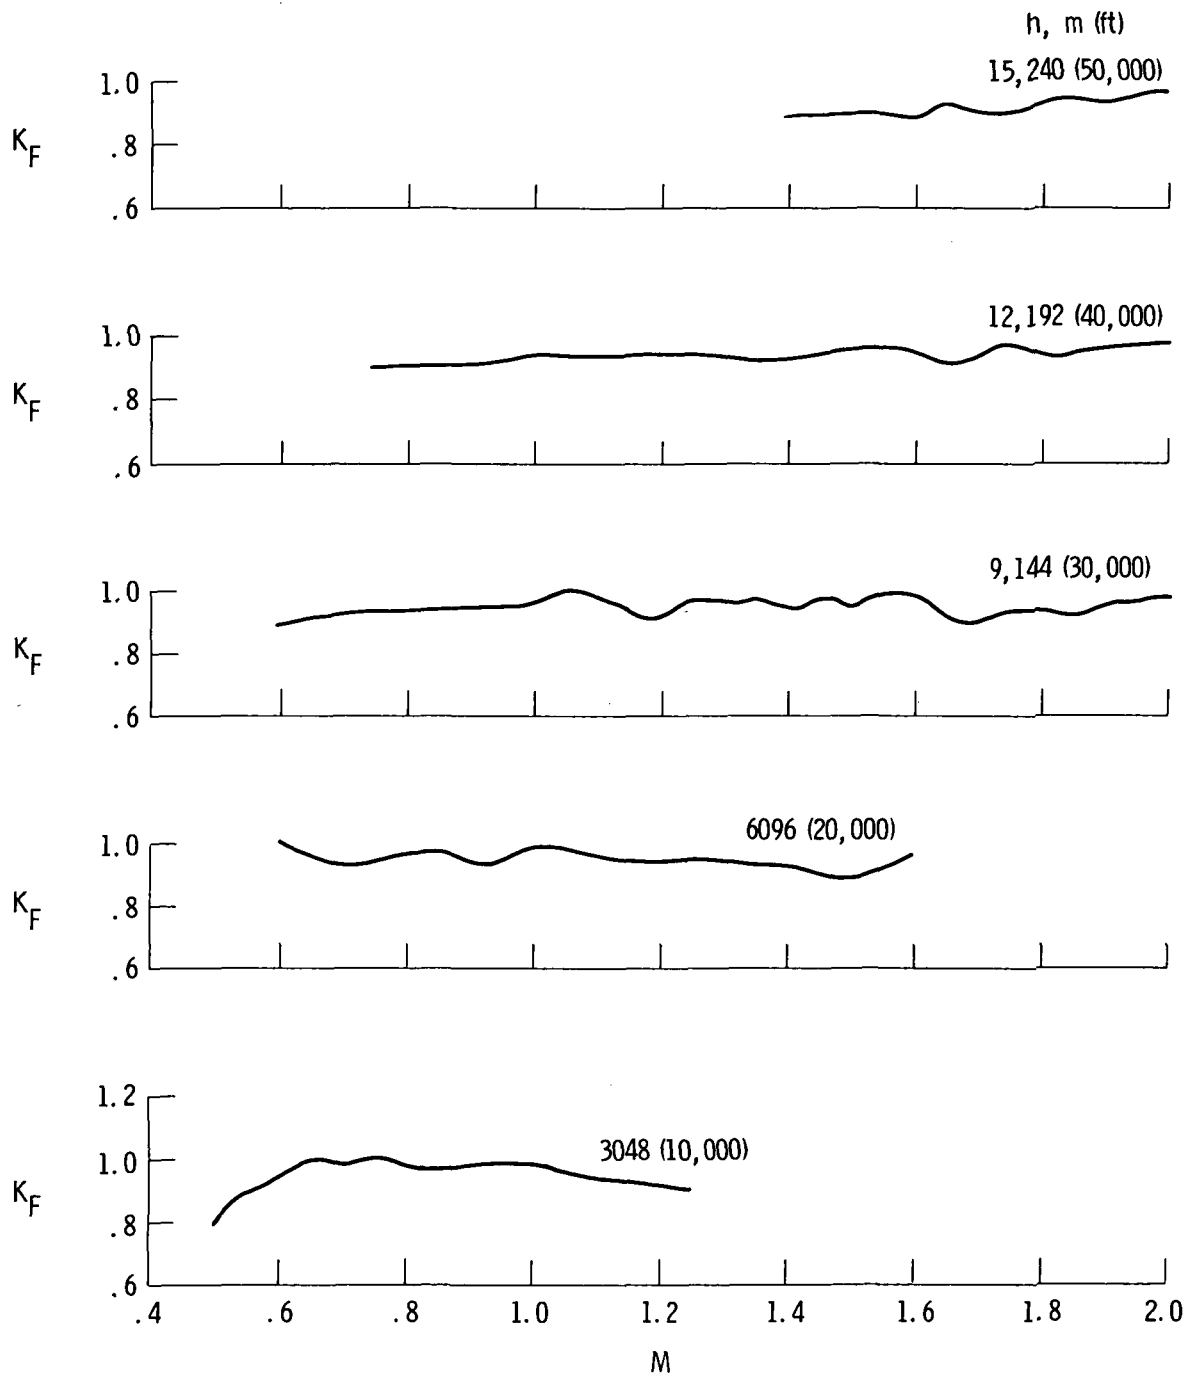 h, m (ft)
15,240 (50,000)
1.0
K_F
.8
.6
12,192 (40,000)
1.0
K_F
.8
.6
9,144 (30,000)
1.0
K_F
.8
.6
6096 (20,000)
1.0
K_F
.8
.6
1.2
3048 (10,000)
1.0
K_F
.8
.6
.4 .6 .8 1.0 1.2 1.4 1.6 1.8 2.0
M